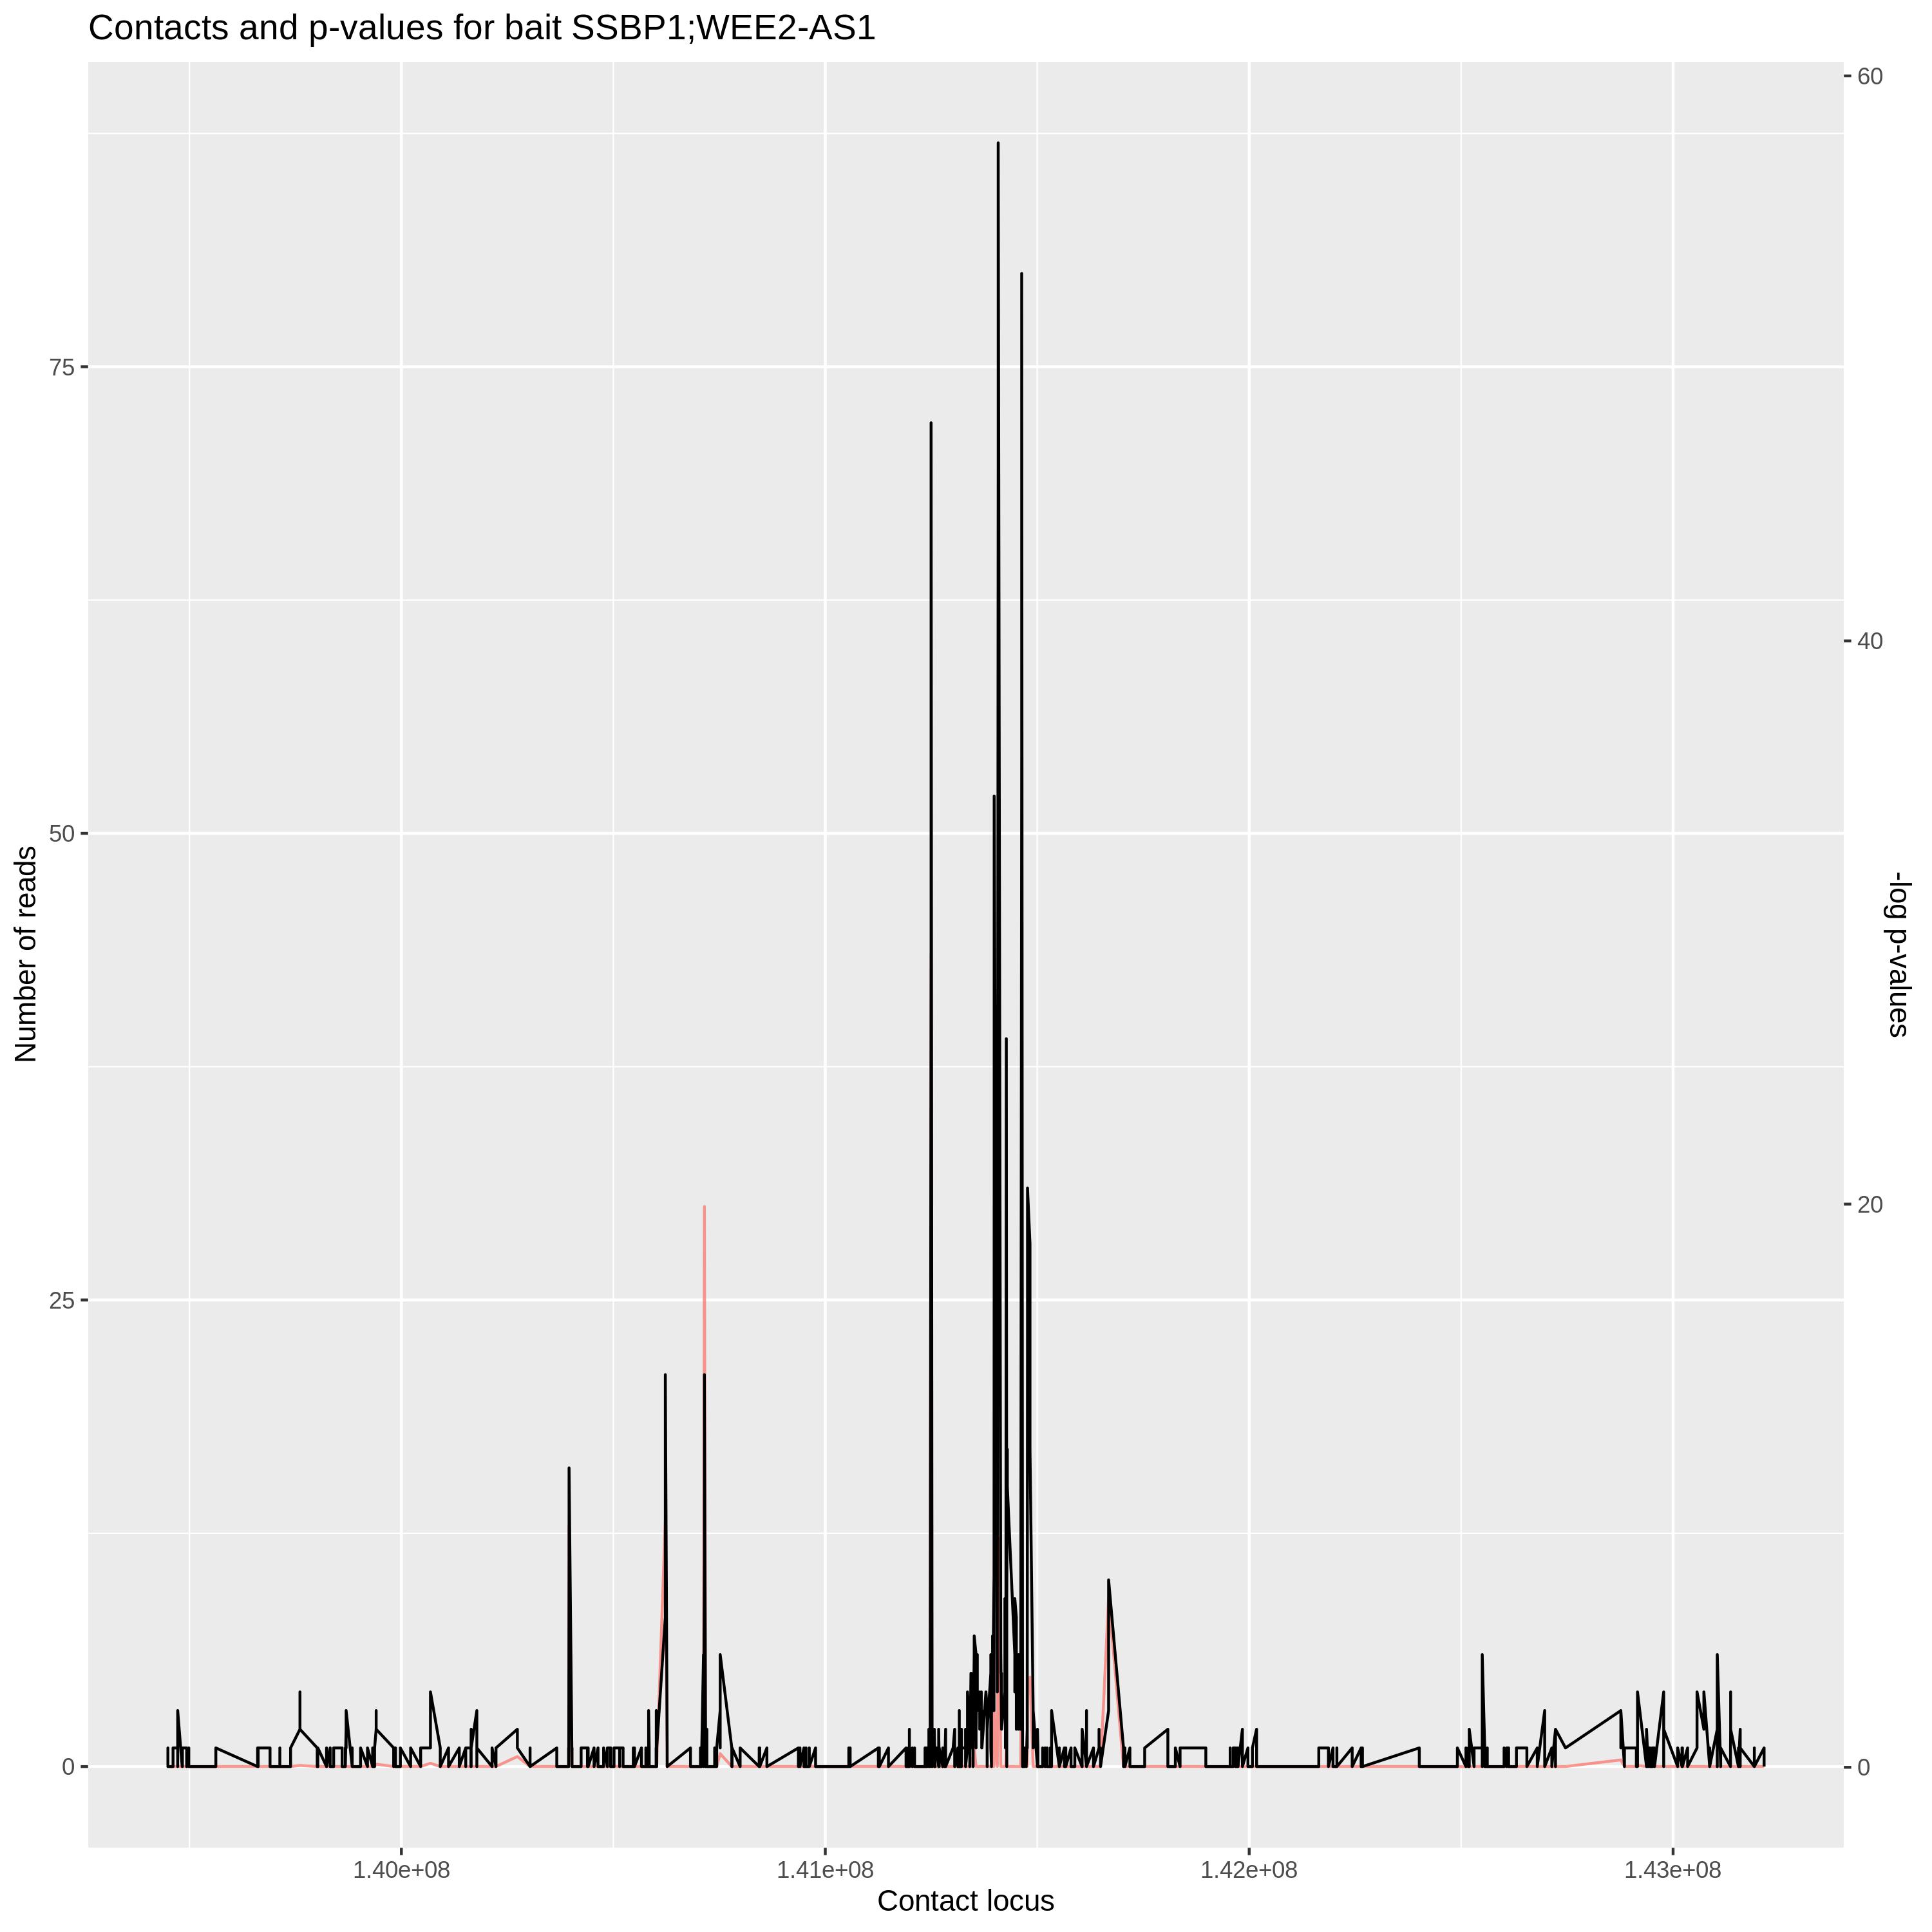 Contacts and p-values for bait SSBP1;WEE2-AS1
60
75
40
50
Number of reads
-log p-values
20
25
0
0
1.40e+08
1.41e+08
1.42e+08
1.43e+08
Contact locus